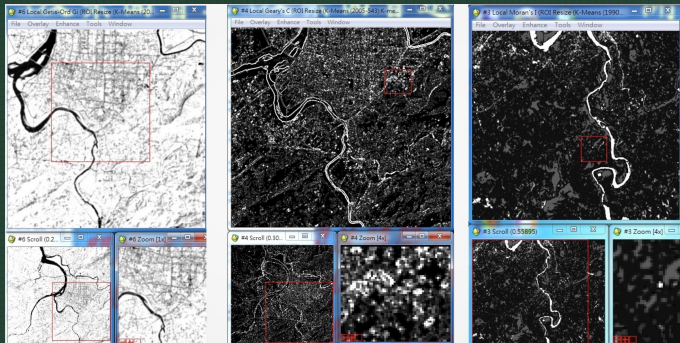 #6 Local Getis-Ord Gi (ROI Resize (K-Means (20...
File Overlay Enhance Tools Window
#4 Local Geary's C (ROI Resize (K-Means (2005-543) K-me...
File Overlay Enhance Tools Window
#3 Local Moran's I (ROI Resize (K-Means (1990...
File Overlay Enhance Tools Window
#6 Scroll (0.2...
#6 Zoom [1x]
#4 Scroll (0.30...
#4 Zoom [4x]
#3 Scroll (0.55895)
#3 Zoom [4x]